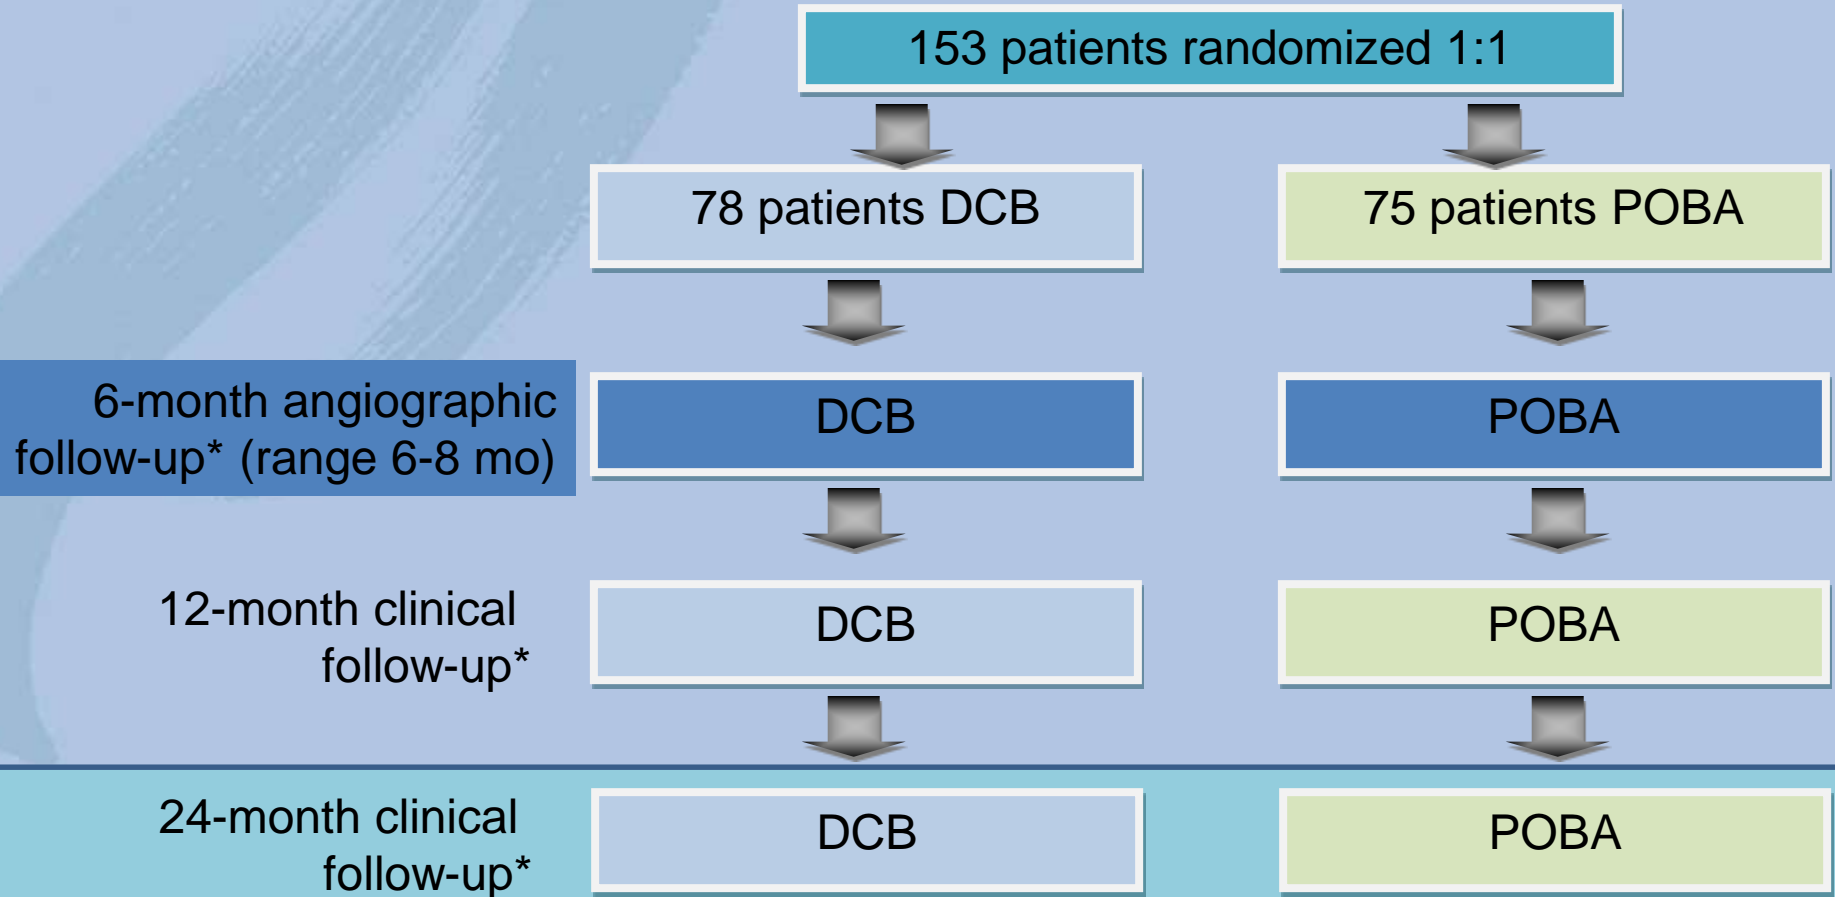 153 patients randomized 1:1
78 patients DCB
75 patients POBA
6-month angiographic
follow-up* (range 6-8 mo)
DCB
POBA
12-month clinical
follow-up*
DCB
POBA
24-month clinical
follow-up*
DCB
POBA